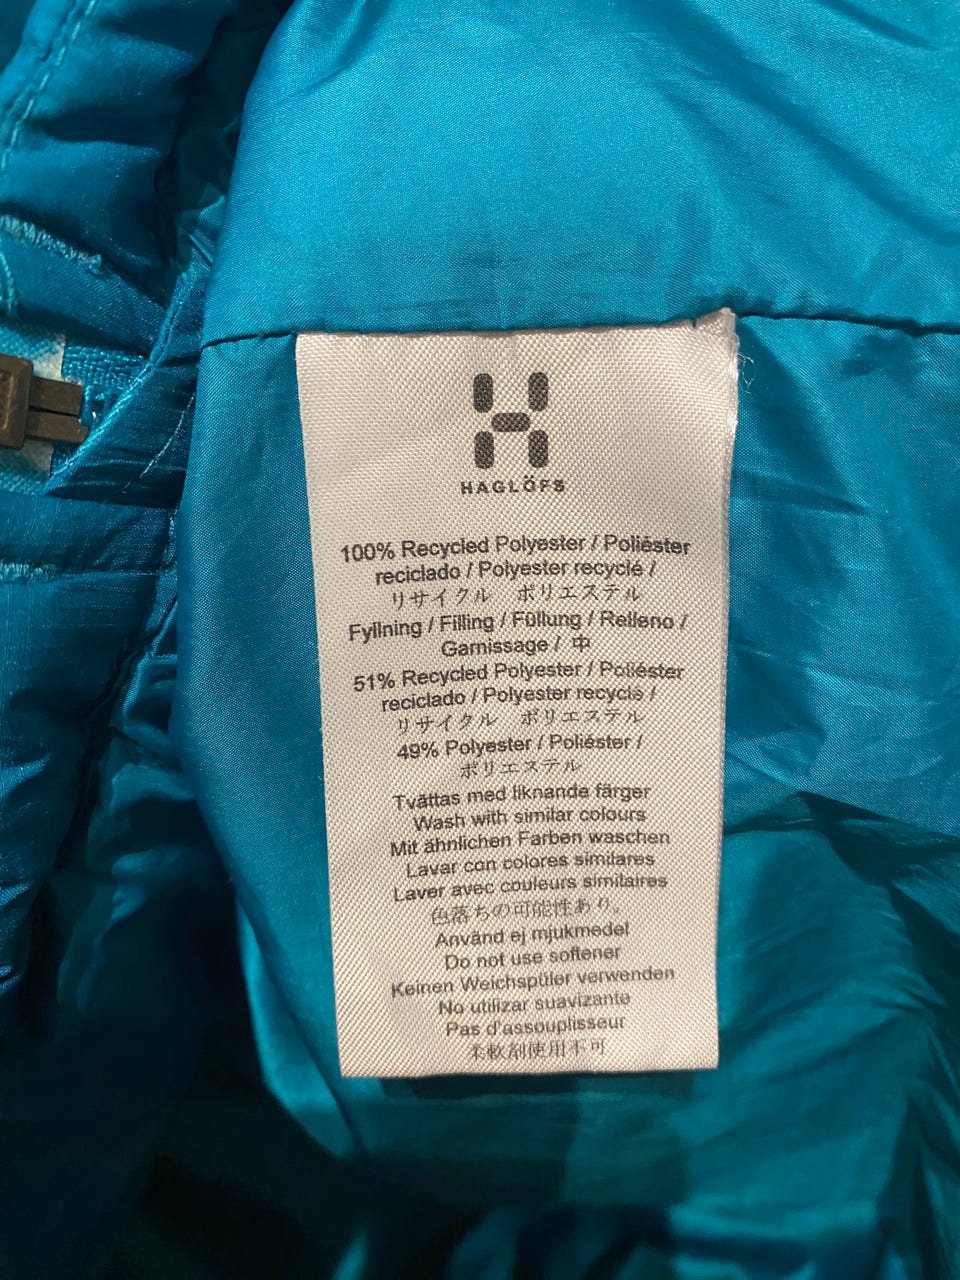 HAGLÖFS
100% Recycled Polyester / Poliéster
reciclado / Polyester recyclé /
リサイクル ポリエステル
Fyllning / Filling / Füllung / Relleno /
Garnissage / 中
51% Recycled Polyester / Poliéster
reciclado / Polyester recyclé /
リサイクル ポリエステル
49% Polyester / Poliéster /
ポリエステル
Tvättas med liknande färger
Wash with similar colours
Mit ähnlichen Farben waschen
Lavar con colores similares
Laver avec couleurs similaires
色落ちの可能性あり。
Använd ej mjukmedel
Do not use softener
Keinen Weichspüler verwenden
No utilizar suavizante
Pas d'assouplisseur
柔軟剤使用不可